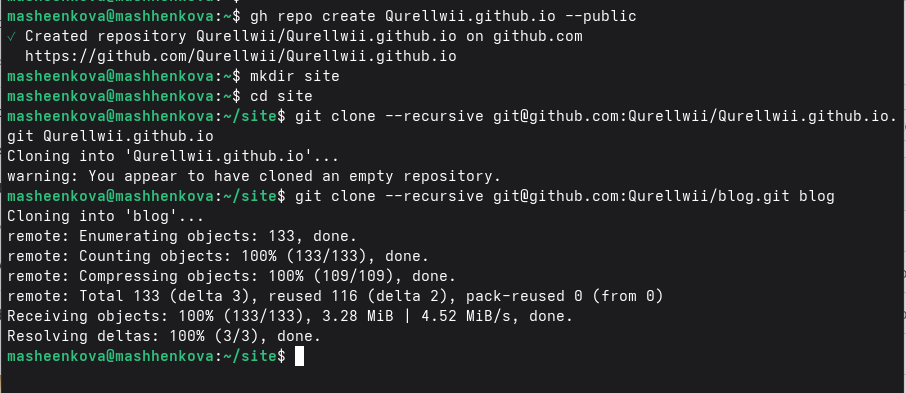 masheenkova@mashhenkova:~$ gh repo create Qurellwii.github.io --public
✓ Created repository Qurellwii/Qurellwii.github.io on github.com
  https://github.com/Qurellwii/Qurellwii.github.io
masheenkova@mashhenkova:~$ mkdir site
masheenkova@mashhenkova:~$ cd site
masheenkova@mashhenkova:~/site$ git clone --recursive git@github.com:Qurellwii/Qurellwii.github.io.
git Qurellwii.github.io
Cloning into 'Qurellwii.github.io'...
warning: You appear to have cloned an empty repository.
masheenkova@mashhenkova:~/site$ git clone --recursive git@github.com:Qurellwii/blog.git blog
Cloning into 'blog'...
remote: Enumerating objects: 133, done.
remote: Counting objects: 100% (133/133), done.
remote: Compressing objects: 100% (109/109), done.
remote: Total 133 (delta 3), reused 116 (delta 2), pack-reused 0 (from 0)
Receiving objects: 100% (133/133), 3.28 MiB | 4.52 MiB/s, done.
Resolving deltas: 100% (3/3), done.
masheenkova@mashhenkova:~/site$